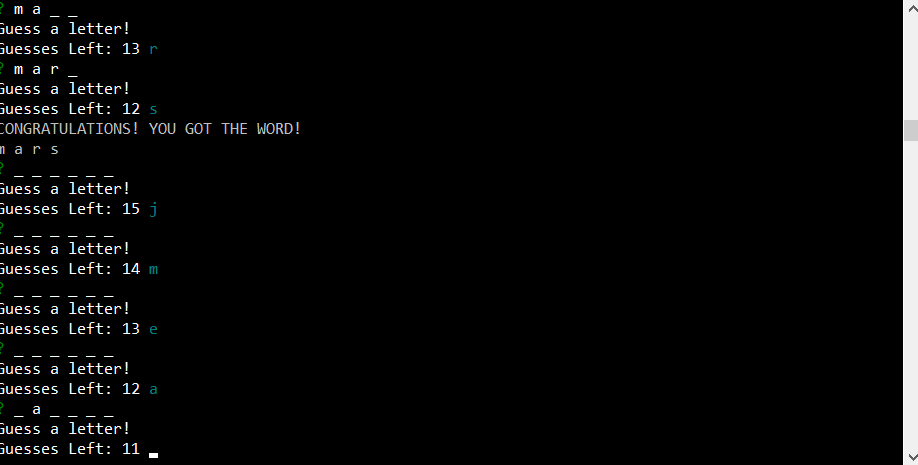 ? m a _ _
Guess a letter!
Guesses Left: 13 r
? m a r _
Guess a letter!
Guesses Left: 12 s
CONGRATULATIONS! YOU GOT THE WORD!
m a r s
? _ _ _ _ _ _
Guess a letter!
Guesses Left: 15 j
? _ _ _ _ _ _
Guess a letter!
Guesses Left: 14 m
? _ _ _ _ _ _
Guess a letter!
Guesses Left: 13 e
? _ _ _ _ _ _
Guess a letter!
Guesses Left: 12 a
? _ a _ _ _ _
Guess a letter!
Guesses Left: 11